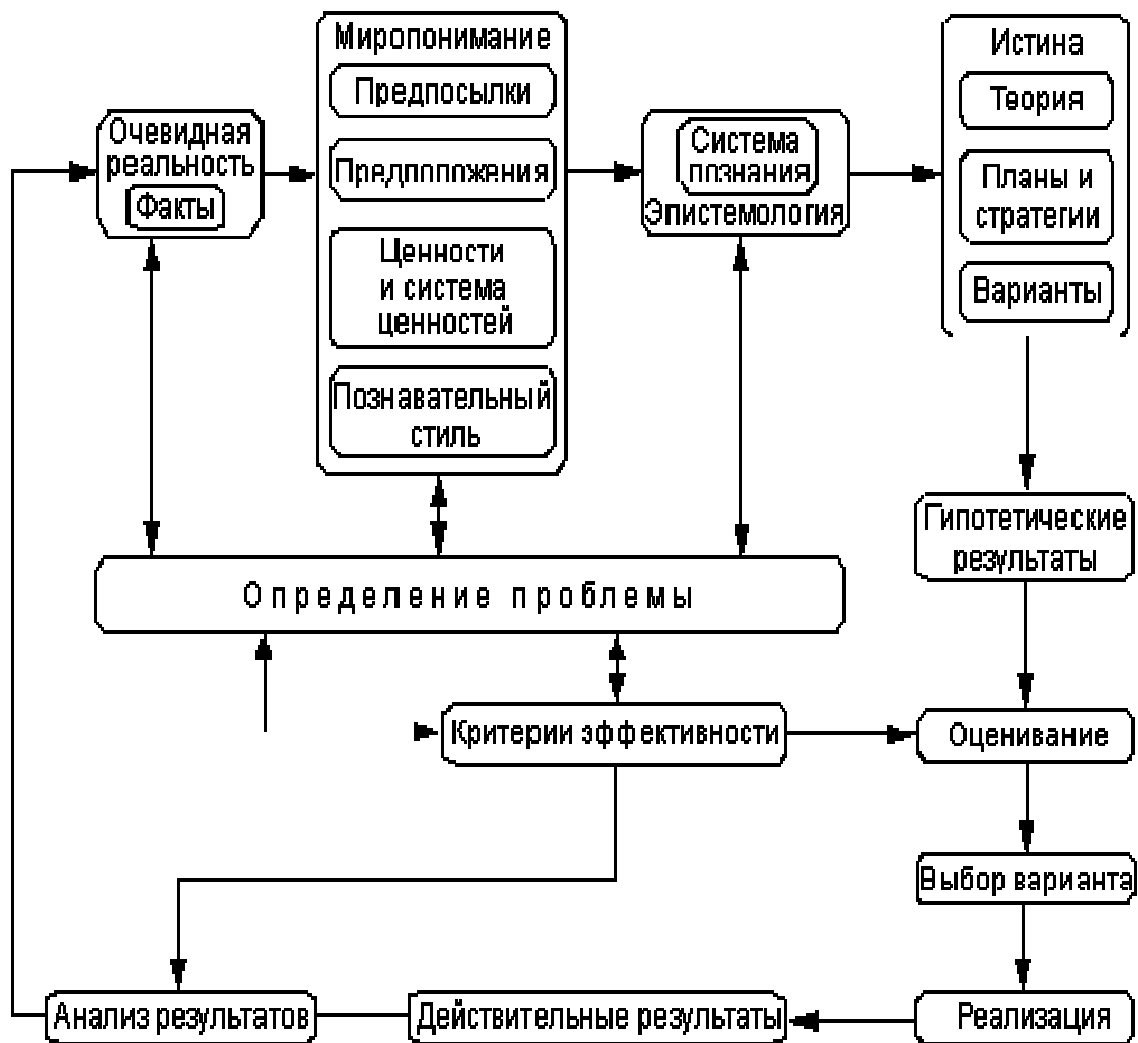 Миропонимание
Предпосылки
Предположения
Ценности
и система
ценностей
Познавательный
стиль
Очевидная
реальность
Факты
Система
познания
Эпистемология
Истина
Теория
Планы и
стратегии
Варианты
Гипотетические
результаты
Определение проблемы
Критерии эффективности
Оценивание
Выбор варианта
Анализ результатов
Действительные результаты
Реализация